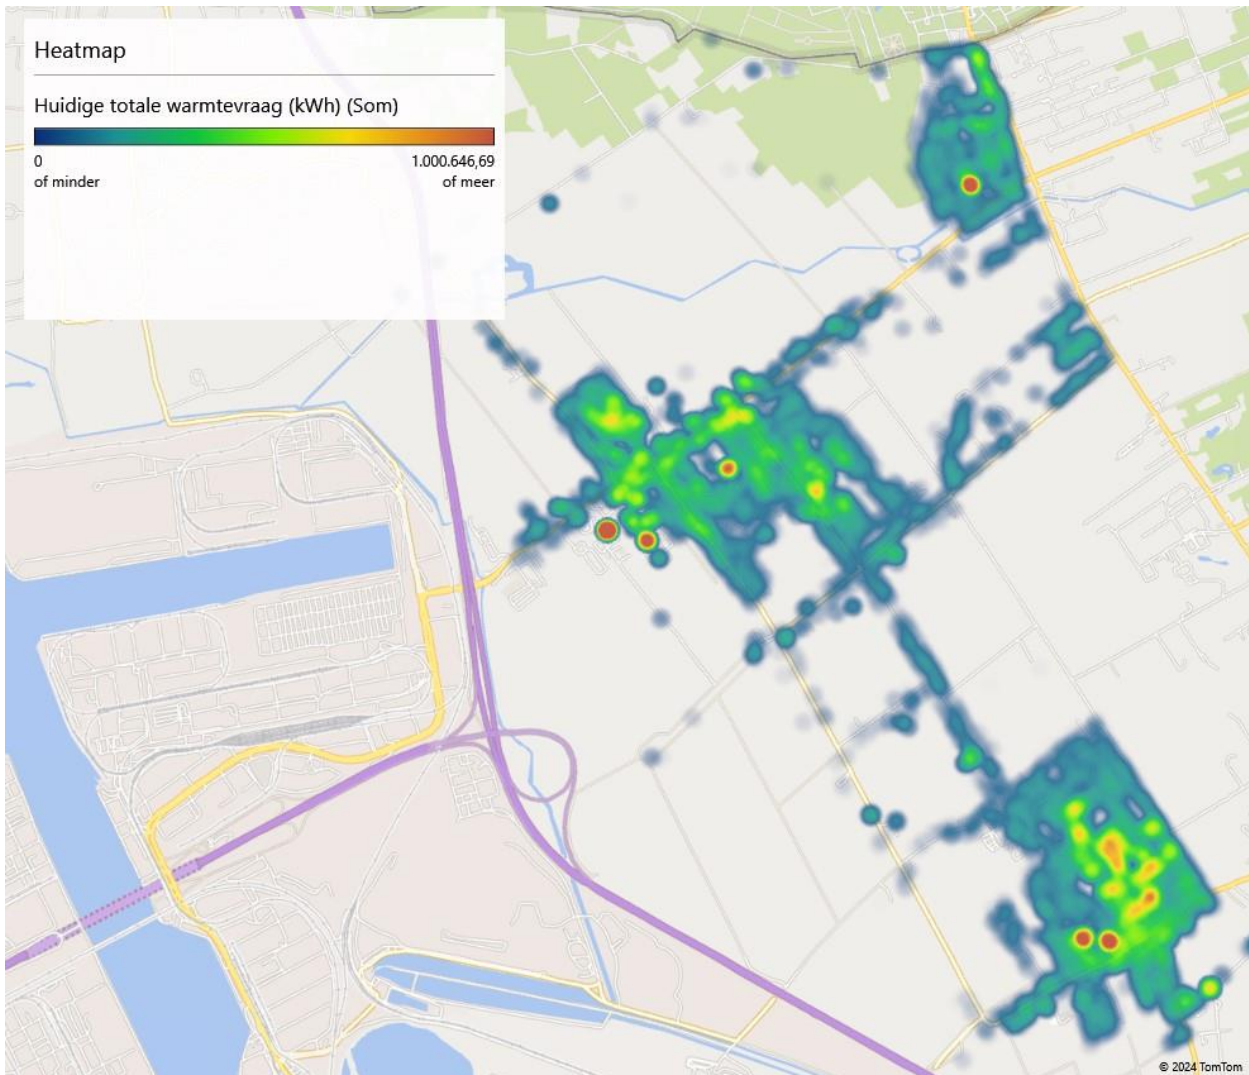 Heatmap
Huidige totale warmtevraag (kWh) (Som)
0 1.000.646,69
of minder of meer
© 2024 TomTom